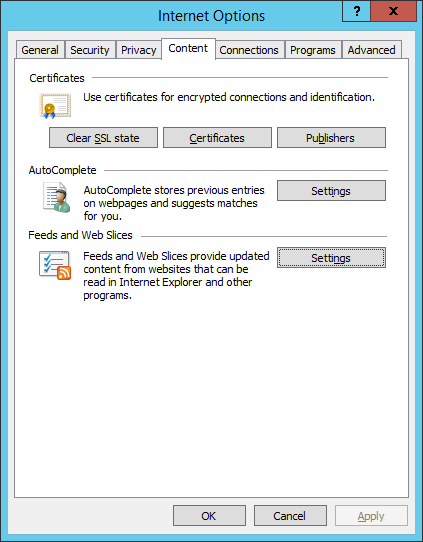 Internet Options
? x
General Security Privacy Content Connections Programs Advanced
Certificates
Use certificates for encrypted connections and identification.
Clear SSL state Certificates Publishers
AutoComplete
AutoComplete stores previous entries
on webpages and suggests matches
for you.
Settings
Feeds and Web Slices
Feeds and Web Slices provide updated
content from websites that can be
read in Internet Explorer and other
programs.
Settings
OK Cancel Apply